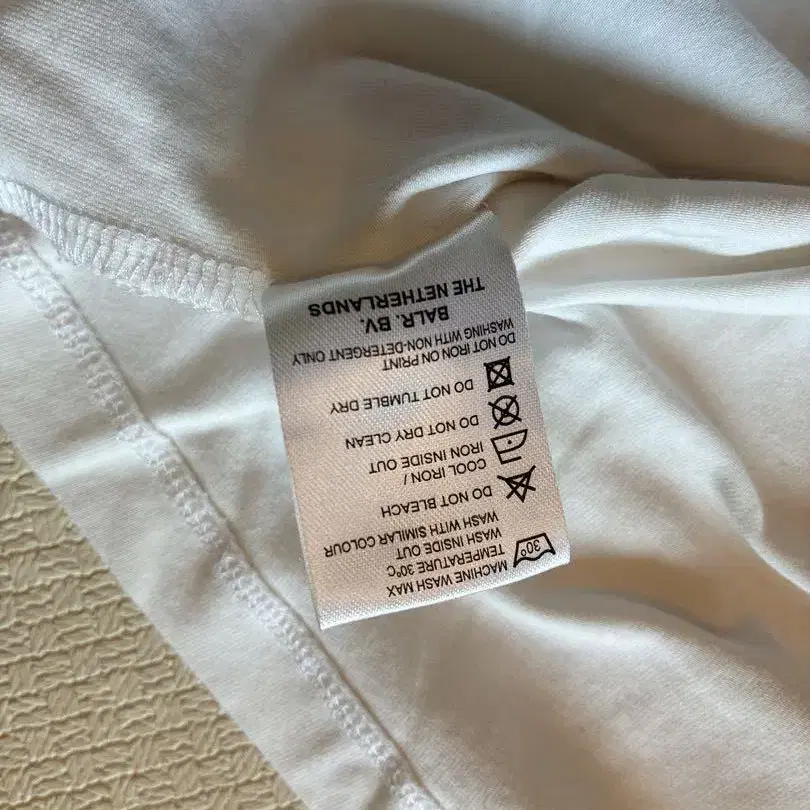 MACHINE WASH MAX
TEMPERATURE 30ºC
WASH INSIDE OUT
WASH WITH SIMILAR COLOUR
30º
DO NOT BLEACH
COOL IRON /
IRON INSIDE OUT
DO NOT DRY CLEAN
DO NOT TUMBLE DRY
DO NOT IRON ON PRINT
WASHING WITH NON-DETERGENT ONLY
BALR. BV.
THE NETHERLANDS